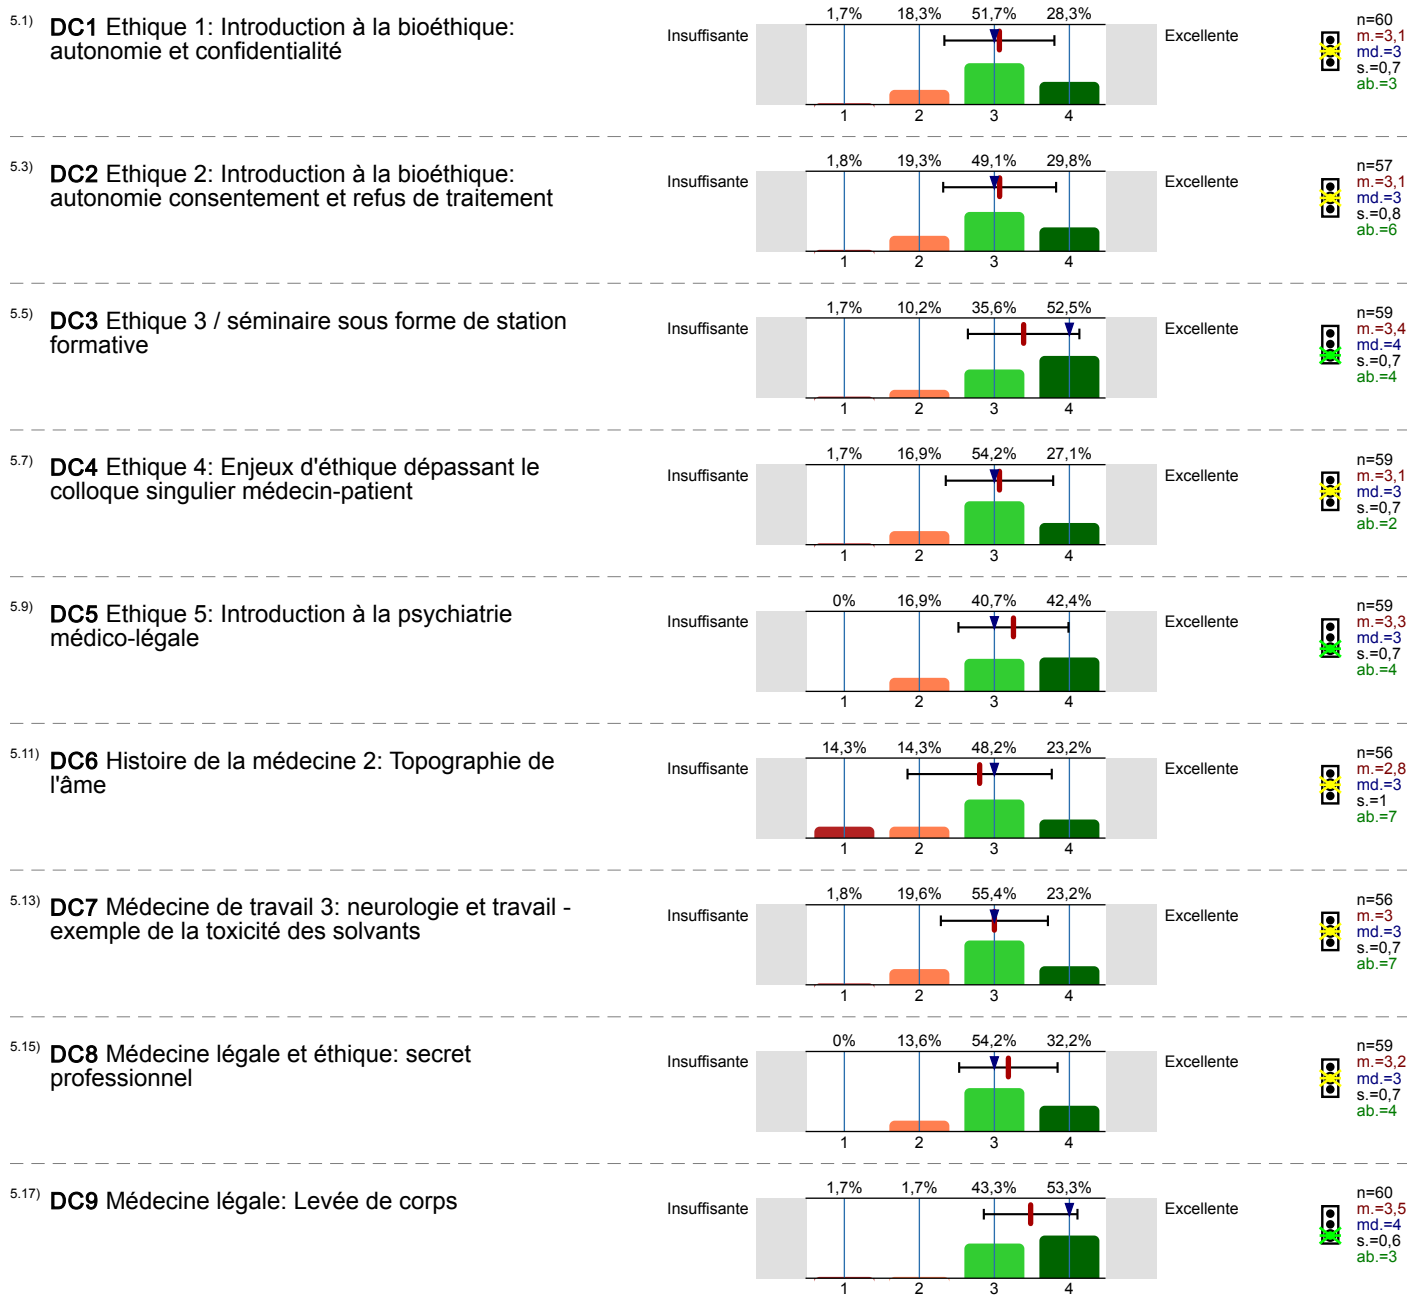 5.1) DC1 Ethique 1: Introduction à la bioéthique:
autonomie et confidentialité
Insuffisante
1,7% 18,3% 51,7% 28,3%
1 2 3 4
Excellente
n=60
m.=3,1
md.=3
s.=0,7
ab.=3
5.3) DC2 Ethique 2: Introduction à la bioéthique:
autonomie consentement et refus de traitement
Insuffisante
1,8% 19,3% 49,1% 29,8%
1 2 3 4
Excellente
n=57
m.=3,1
md.=3
s.=0,8
ab.=6
5.5) DC3 Ethique 3 / séminaire sous forme de station
formative
Insuffisante
1,7% 10,2% 35,6% 52,5%
1 2 3 4
Excellente
n=59
m.=3,4
md.=4
s.=0,7
ab.=4
5.7) DC4 Ethique 4: Enjeux d'éthique dépassant le
colloque singulier médecin-patient
Insuffisante
1,7% 16,9% 54,2% 27,1%
1 2 3 4
Excellente
n=59
m.=3,1
md.=3
s.=0,7
ab.=2
5.9) DC5 Ethique 5: Introduction à la psychiatrie
médico-légale
Insuffisante
0% 16,9% 40,7% 42,4%
1 2 3 4
Excellente
n=59
m.=3,3
md.=3
s.=0,7
ab.=4
5.11) DC6 Histoire de la médecine 2: Topographie de
l'âme
Insuffisante
14,3% 14,3% 48,2% 23,2%
1 2 3 4
Excellente
n=56
m.=2,8
md.=3
s.=1
ab.=7
5.13) DC7 Médecine de travail 3: neurologie et travail -
exemple de la toxicité des solvants
Insuffisante
1,8% 19,6% 55,4% 23,2%
1 2 3 4
Excellente
n=56
m.=3
md.=3
s.=0,7
ab.=7
5.15) DC8 Médecine légale et éthique: secret
professionnel
Insuffisante
0% 13,6% 54,2% 32,2%
1 2 3 4
Excellente
n=59
m.=3,2
md.=3
s.=0,7
ab.=4
5.17) DC9 Médecine légale: Levée de corps
Insuffisante
1,7% 1,7% 43,3% 53,3%
1 2 3 4
Excellente
n=60
m.=3,5
md.=4
s.=0,6
ab.=3